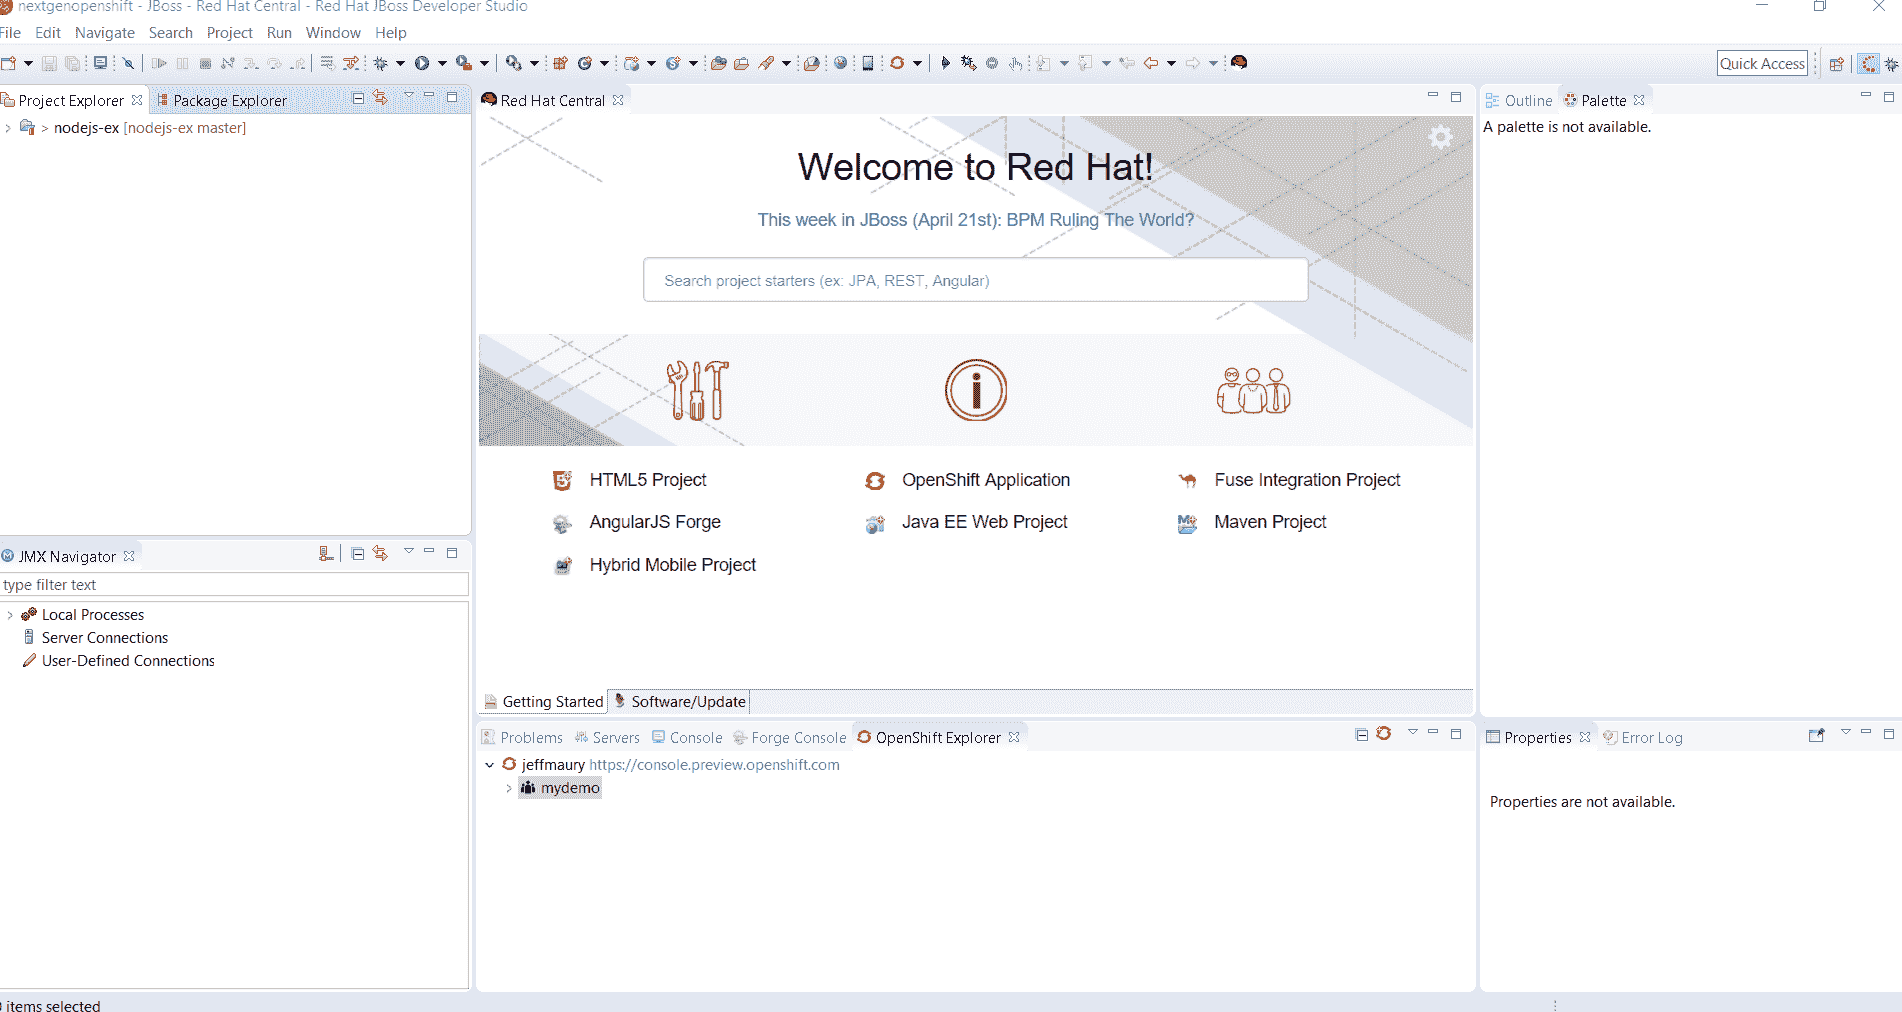 nextgenopenshift - JBoss - Red Hat Central - Red Hat JBoss Developer Studio
File Edit Navigate Search Project Run Window Help
Quick Access
Project Explorer
Package Explorer
> nodejs-ex [nodejs-ex master]
Red Hat Central
Welcome to Red Hat!
This week in JBoss (April 21st): BPM Ruling The World?
Search project starters (ex: JPA, REST, Angular)
HTML5 Project
OpenShift Application
Fuse Integration Project
AngularJS Forge
Java EE Web Project
Maven Project
Hybrid Mobile Project
Getting Started
Software/Update
Outline
Palette
A palette is not available.
JMX Navigator
type filter text
Local Processes
Server Connections
User-Defined Connections
Problems
Servers
Console
Forge Console
OpenShift Explorer
jeffmaury https://console.preview.openshift.com
mydemo
Properties
Error Log
Properties are not available.
items selected